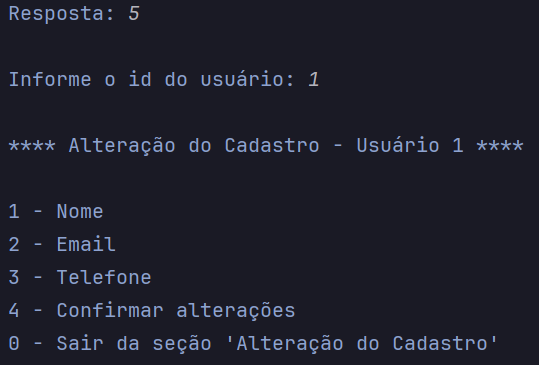 Resposta: 5
Informe o id do usuário: 1
**** Alteração do Cadastro - Usuário 1 ****
1 - Nome
2 - Email
3 - Telefone
4 - Confirmar alterações
0 - Sair da seção 'Alteração do Cadastro'